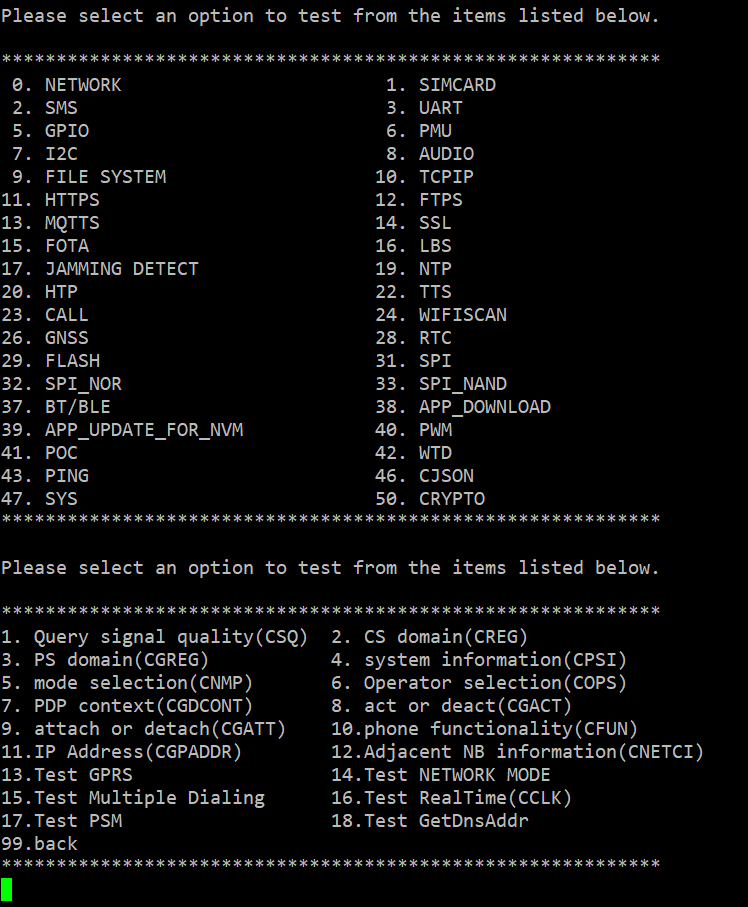 Please select an option to test from the items listed below.
************************************************************
0. NETWORK 1. SIMCARD
2. SMS 3. UART
5. GPIO 6. PMU
7. I2C 8. AUDIO
9. FILE SYSTEM 10. TCPIP
11. HTTPS 12. FTPS
13. MQTTS 14. SSL
15. FOTA 16. LBS
17. JAMMING DETECT 19. NTP
20. HTP 22. TTS
23. CALL 24. WIFISCAN
26. GNSS 28. RTC
29. FLASH 31. SPI
32. SPI_NOR 33. SPI_NAND
37. BT/BLE 38. APP_DOWNLOAD
39. APP_UPDATE_FOR_NVM 40. PWM
41. POC 42. WTD
43. PING 46. CJSON
47. SYS 50. CRYPTO
************************************************************
Please select an option to test from the items listed below.
************************************************************
1. Query signal quality(CSQ) 2. CS domain(CREG)
3. PS domain(CGREG) 4. system information(CPSI)
5. mode selection(CNMP) 6. Operator selection(COPS)
7. PDP context(CGDCONT) 8. act or deact(CGACT)
9. attach or detach(CGATT) 10.phone functionality(CFUN)
11.IP Address(CGPADDR) 12.Adjacent NB information(CNETCI)
13.Test GPRS 14.Test NETWORK MODE
15.Test Multiple Dialing 16.Test RealTime(CCLK)
17.Test PSM 18.Test GetDnsAddr
99.back
************************************************************